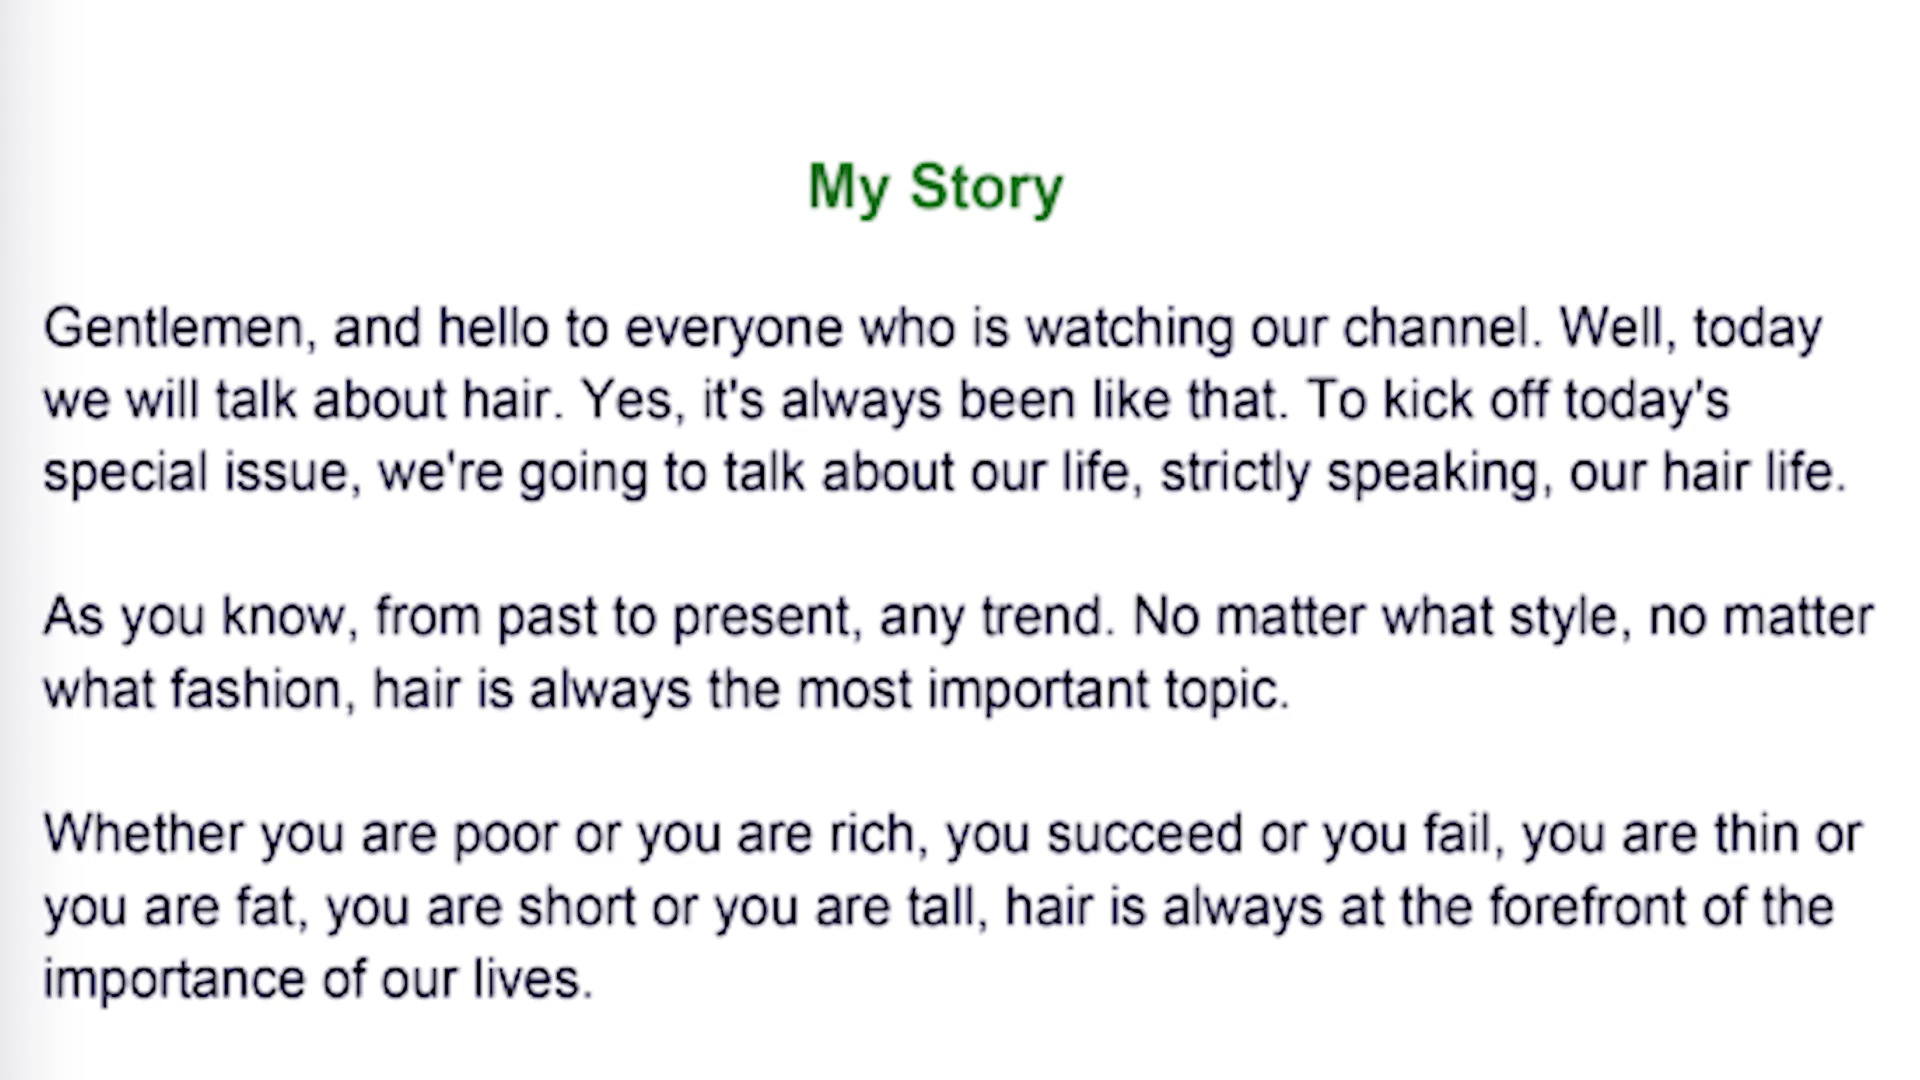 My Story
Gentlemen, and hello to everyone who is watching our channel. Well, today
we will talk about hair. Yes, it's always been like that. To kick off today's
special issue, we're going to talk about our life, strictly speaking, our hair life.
As you know, from past to present, any trend. No matter what style, no matter
what fashion, hair is always the most important topic.
Whether you are poor or you are rich, you succeed or you fail, you are thin or
you are fat, you are short or you are tall, hair is always at the forefront of the
importance of our lives.